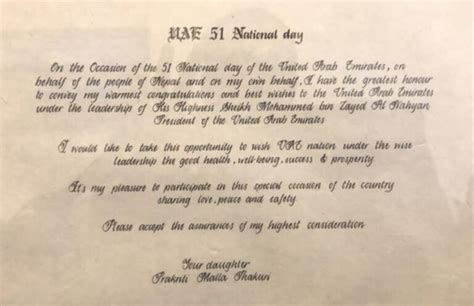 UAE 51 National day
On the Occasion of the 51 National day of the United Arab Emirates, on
behalf of the people of Nepal and on my own behalf, I have the greatest honour
to convey my warmest congratulations and best wishes to the United Arab Emirates
under the leadership of His Highness Sheikh Mohammed bin Zayed Al Nahyan
President of the United Arab Emirates
I would like to take this opportunity to wish UAE nation under the wise
leadership the good health, well-being, success & prosperity
It's my pleasure to participate in this special occasion of the country
sharing love, peace and safety
Please accept the assurances of my highest consideration
Your daughter
Prakriti Malla Thakuri